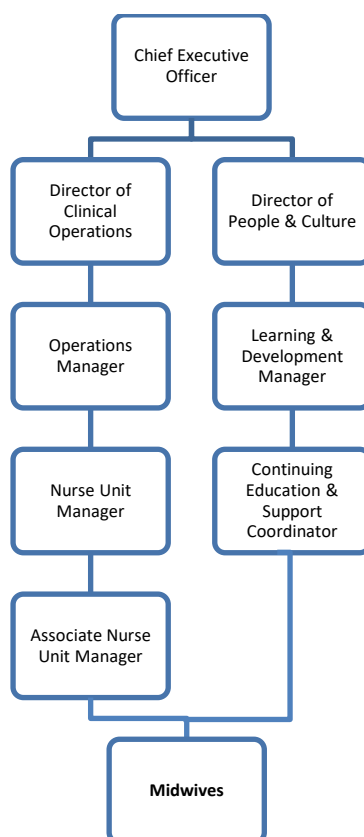 Chief Executive
Officer
Director of
Clinical
Operations
Director of
People & Culture
Operations
Manager
Learning &
Development
Manager
Nurse Unit
Manager
Continuing
Education &
Support
Coordinator
Associate Nurse
Unit Manager
Midwives